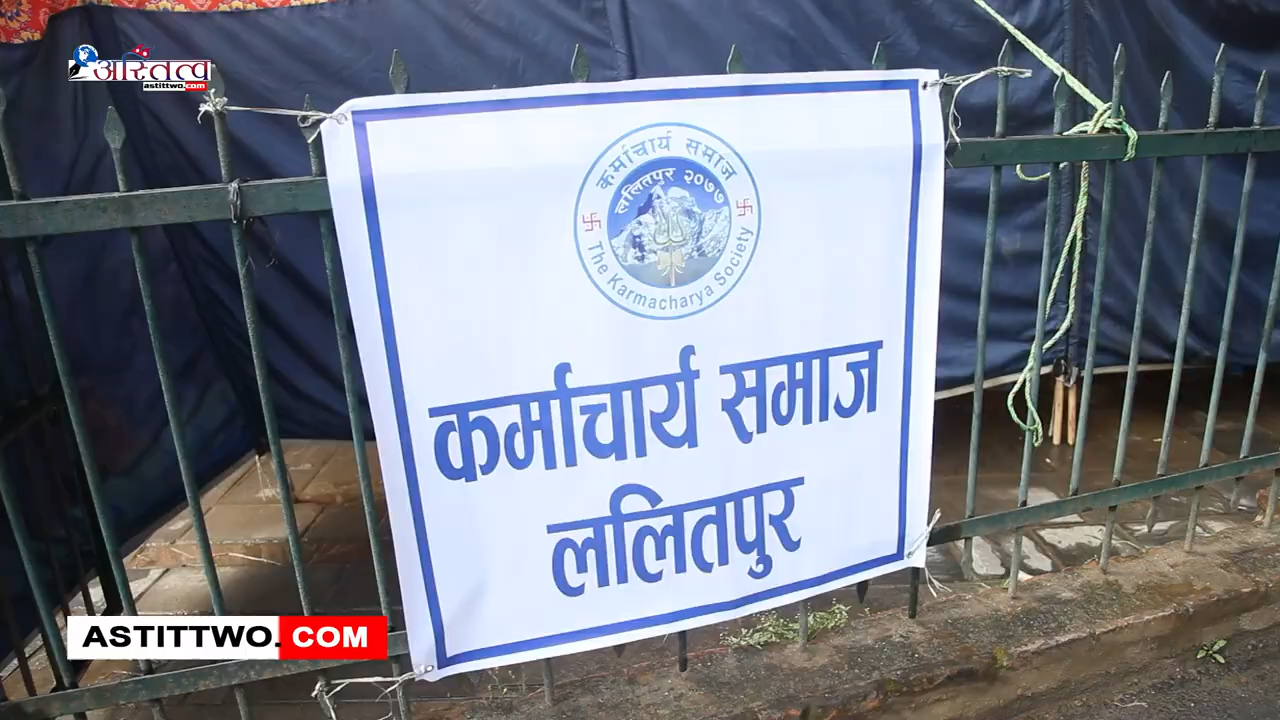 अस्तित्व
astittwo.com
कर्माचार्य समाज
ललितपुर २०७७
The Karmacharya Society
कर्माचार्य समाज
ललितपुर
ASTITTWO.COM